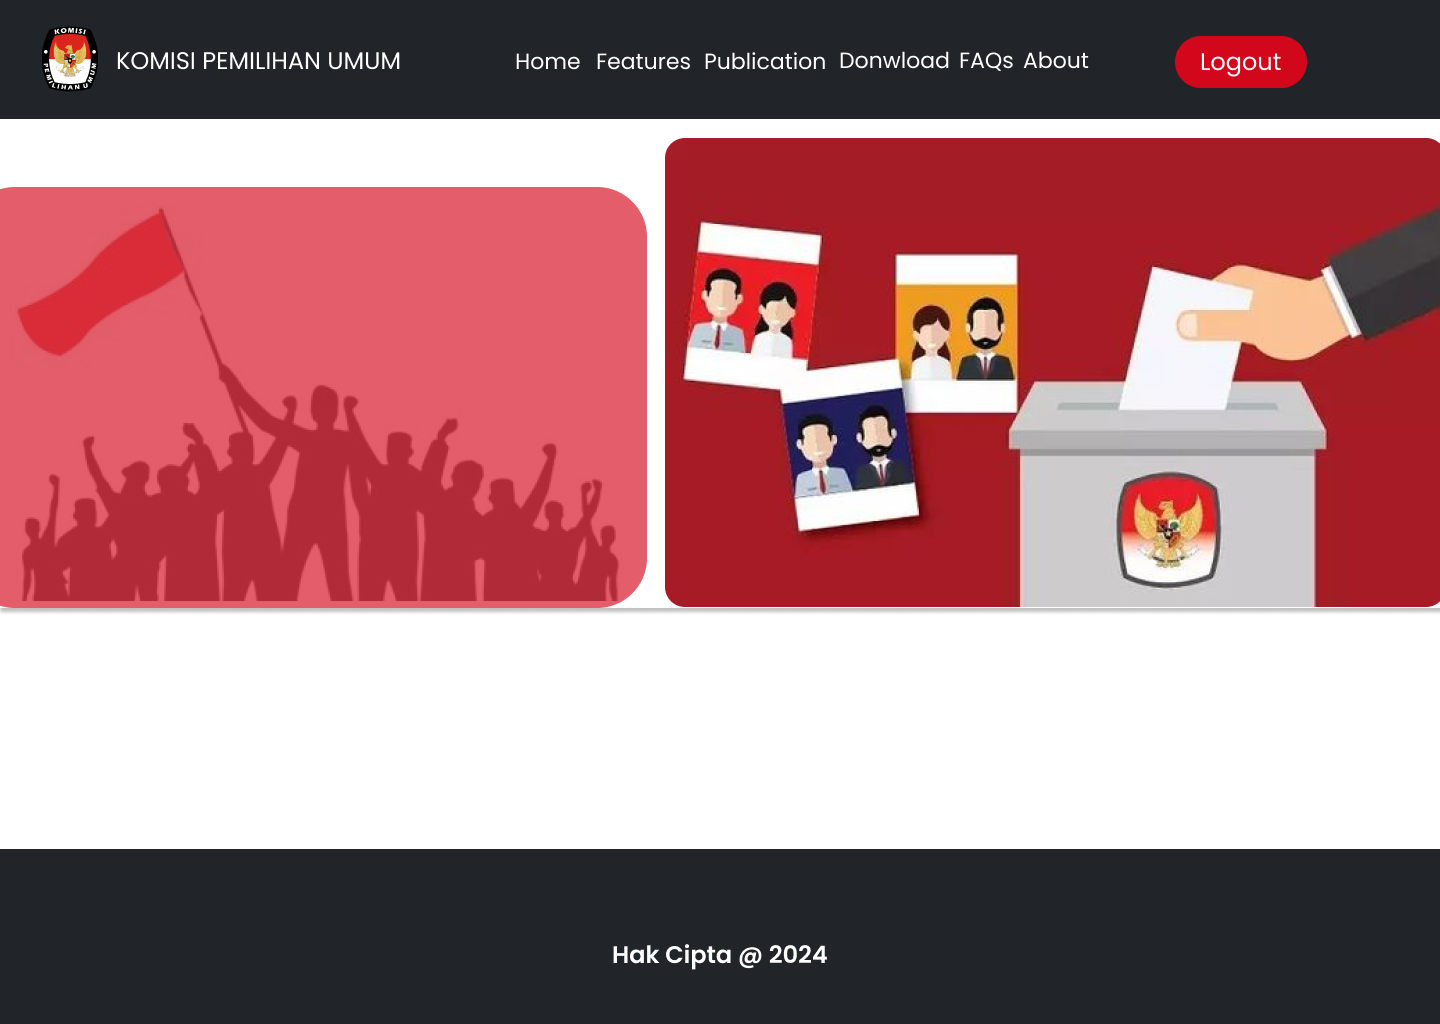 KOMISI
PEMILIHAN UMUM
KOMISI PEMILIHAN UMUM
Home Features Publication Donwload FAQs About
Logout
Hak Cipta @ 2024